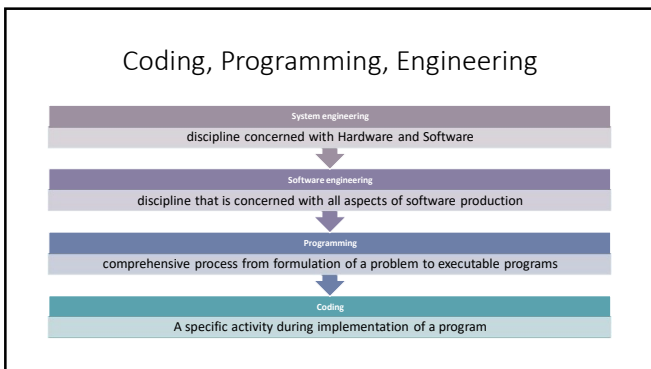 Coding, Programming, Engineering
System engineering
discipline concerned with Hardware and Software
Software engineering
discipline that is concerned with all aspects of software production
Programming
comprehensive process from formulation of a problem to executable programs
Coding
A specific activity during implementation of a program